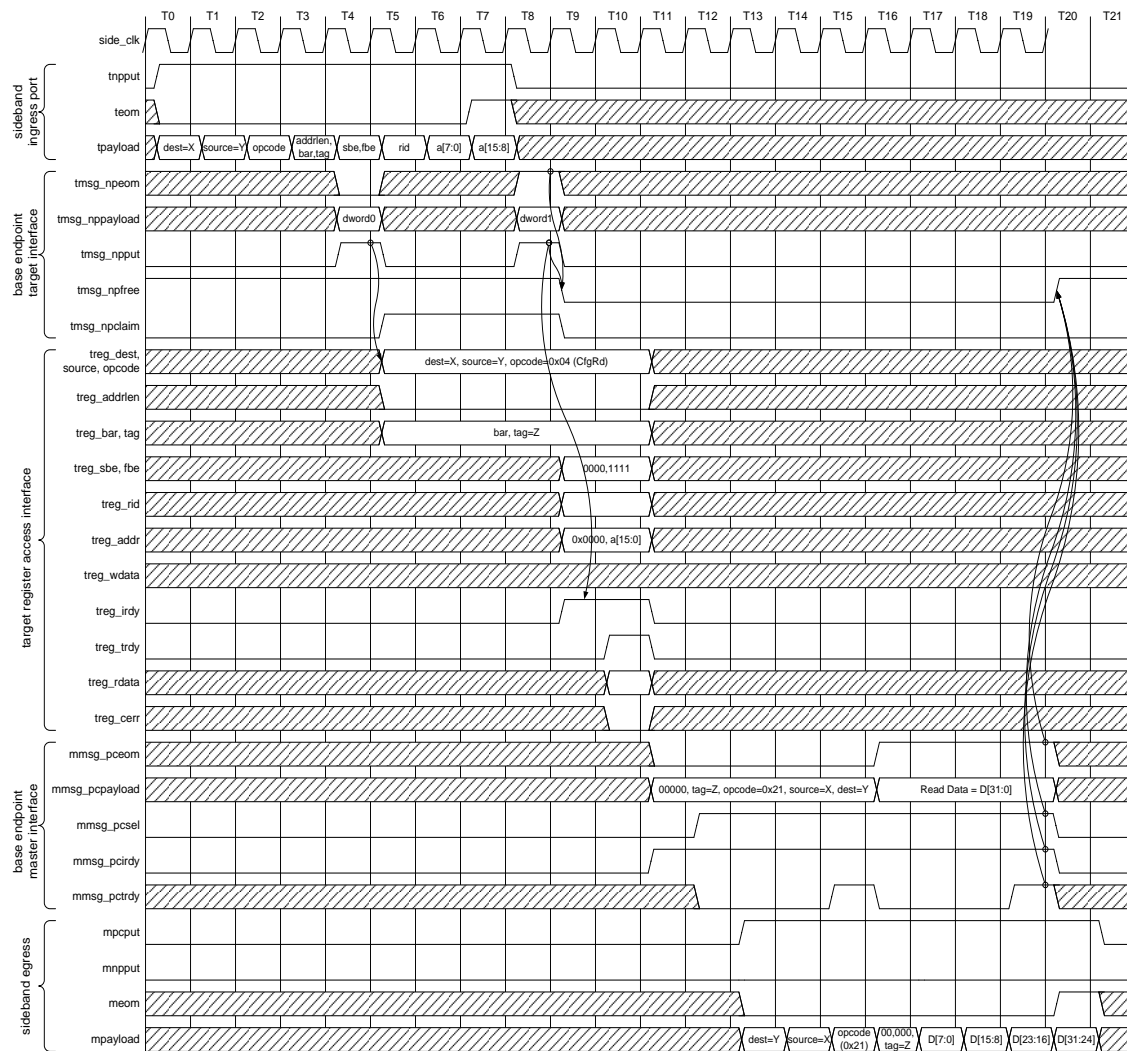 T0 T1 T2 T3 T4 T5 T6 T7 T8 T9 T10 T11 T12 T13 T14 T15 T16 T17 T18 T19 T20 T21
side_clk
sideband
ingress port
tnpput
teom
tpayload
dest=X
source=Y
opcode
addrlen,
bar,tag
sbe,fbe
rid
a[7:0]
a[15:8]
base endpoint
target interface
tmsg_npeom
tmsg_nppayload
dword0
dword1
tmsg_npput
tmsg_npfree
tmsg_npclaim
target register access interface
treg_dest,
source, opcode
dest=X, source=Y, opcode=0x04 (CfgRd)
treg_addrlen
treg_bar, tag
bar, tag=Z
treg_sbe, fbe
0000,1111
treg_rid
treg_addr
0x0000, a[15:0]
treg_wdata
treg_irdy
treg_trdy
treg_rdata
treg_cerr
base endpoint
master interface
mmsg_pceom
mmsg_pcpayload
00000, tag=Z, opcode=0x21, source=X, dest=Y
Read Data = D[31:0]
mmsg_pcsel
mmsg_pcirdy
mmsg_pctrdy
sideband egress
mpcput
mnpput
meom
mpayload
dest=Y
source=X
opcode
(0x21)
00,000,
tag=Z
D[7:0]
D[15:8]
D[23:16]
D[31:24]